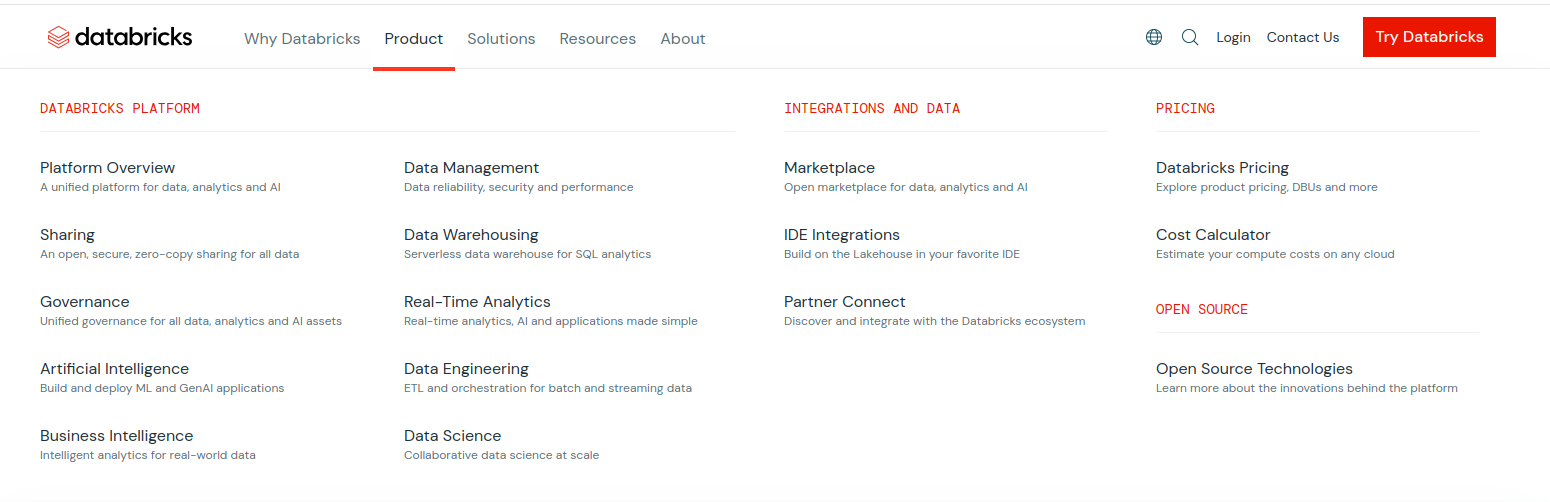 databricks
Why Databricks Product Solutions Resources About Login Contact Us Try Databricks
DATABRICKS PLATFORM
Platform Overview
A unified platform for data, analytics and AI
Sharing
An open, secure, zero-copy sharing for all data
Governance
Unified governance for all data, analytics and AI assets
Artificial Intelligence
Build and deploy ML and GenAI applications
Business Intelligence
Intelligent analytics for real-world data
Data Management
Data reliability, security and performance
Data Warehousing
Serverless data warehouse for SQL analytics
Real-Time Analytics
Real-time analytics, AI and applications made simple
Data Engineering
ETL and orchestration for batch and streaming data
Data Science
Collaborative data science at scale
INTEGRATIONS AND DATA
Marketplace
Open marketplace for data, analytics and AI
IDE Integrations
Build on the Lakehouse in your favorite IDE
Partner Connect
Discover and integrate with the Databricks ecosystem
PRICING
Databricks Pricing
Explore product pricing, DBUs and more
Cost Calculator
Estimate your compute costs on any cloud
OPEN SOURCE
Open Source Technologies
Learn more about the innovations behind the platform